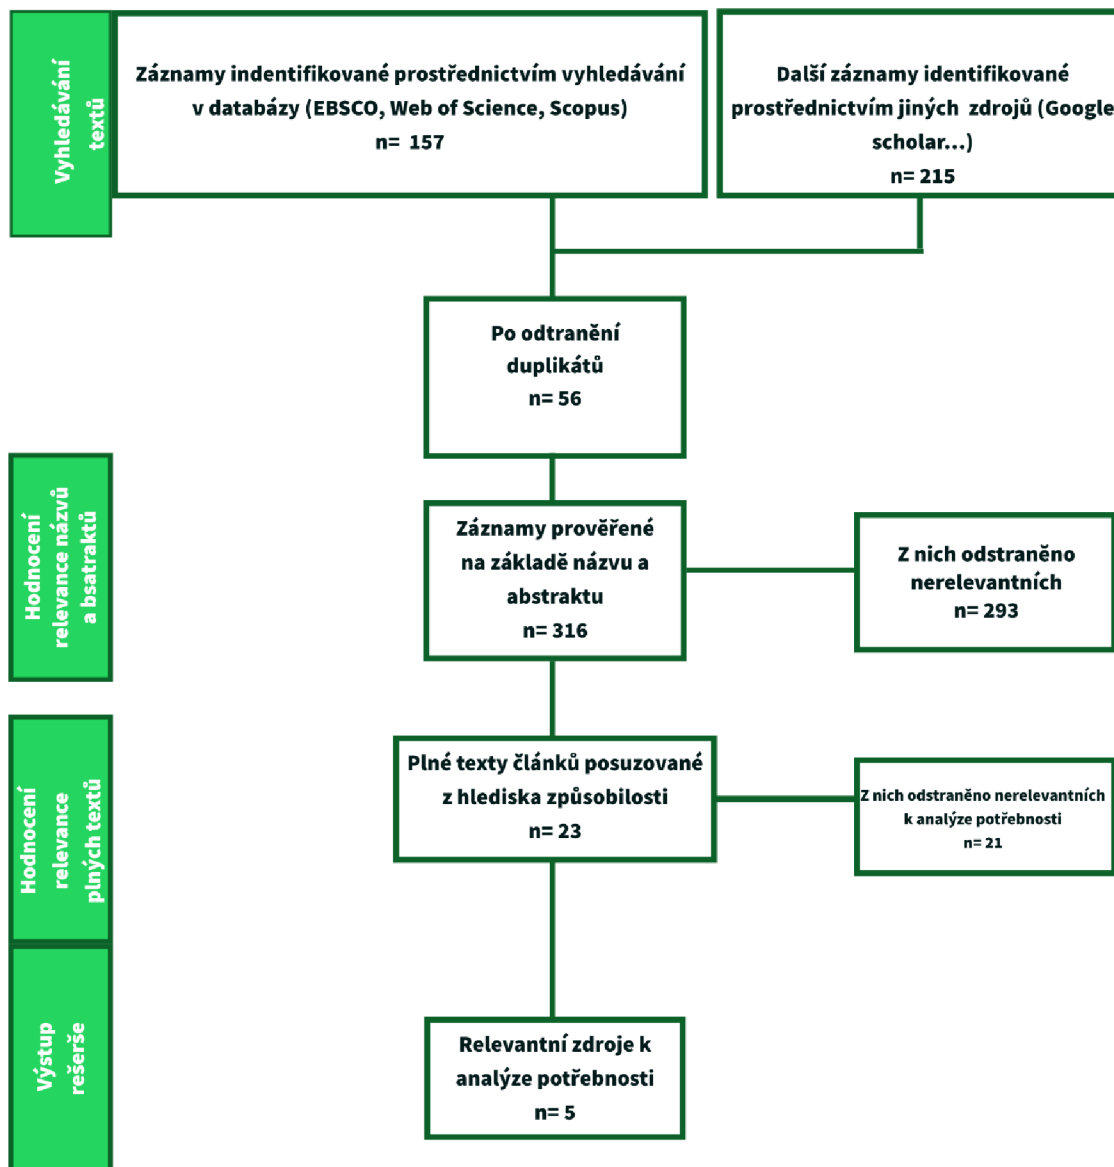 Vyhledávání
textů
Záznamy indentifikované prostřednictvím vyhledávání
v databázy (EBSCO, Web of Science, Scopus)
n= 157
Další záznamy identifikované
prostřednictvím jiných zdrojů (Google
scholar...)
n= 215
Po odtranění
duplikátů
n= 56
Hodnocení
relevance názvů
a bsatraktů
Záznamy prověřené
na základě názvu a
abstraktu
n= 316
Z nich odstraněno
nerelevantních
n= 293
Hodnocení
relevance
plných textů
Plné texty článků posuzované
z hlediska způsobilosti
n= 23
Z nich odstraněno nerelevantních
k analýze potřebnosti
n= 21
Výstup
rešerše
Relevantní zdroje k
analýze potřebnosti
n= 5